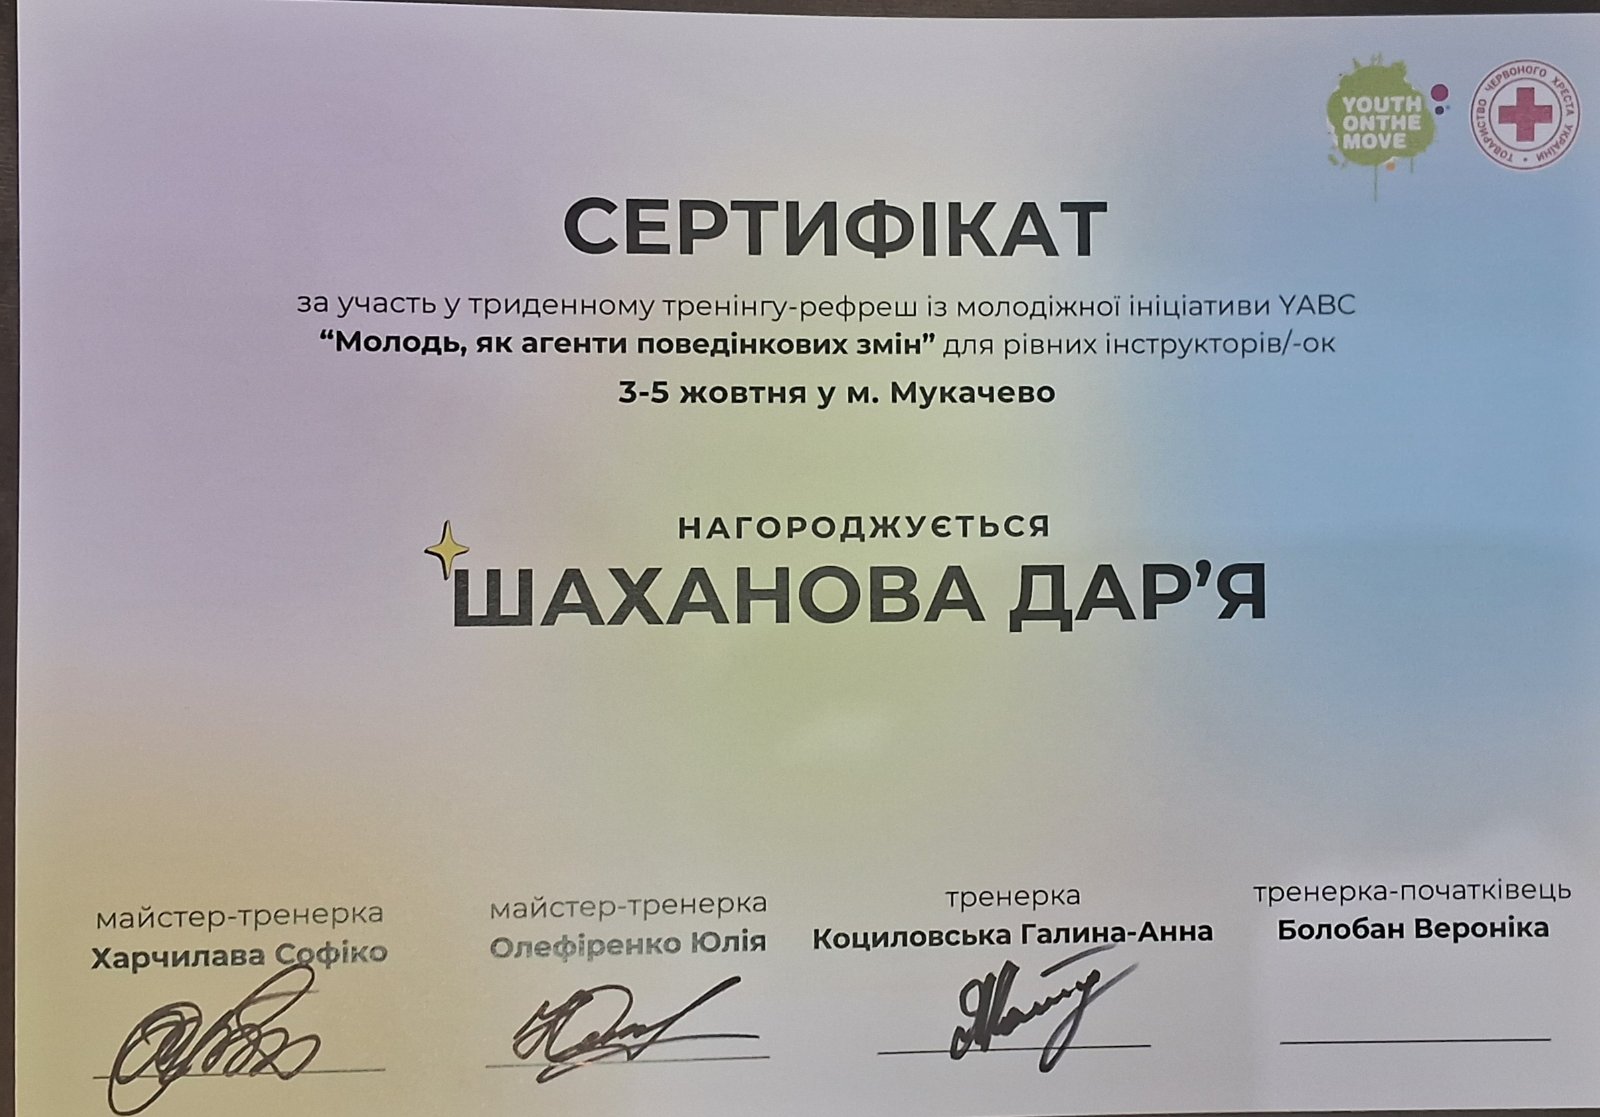 YOUTH
ON THE
MOVE
ТОВАРИСТВО ЧЕРВОНОГО ХРЕСТА УКРАЇНИ
СЕРТИФІКАТ
за участь у триденному тренінгу-рефреш із молодіжної ініціативи YABC
“Молодь, як агенти поведінкових змін” для рівних інструкторів/-ок
3-5 жовтня у м. Мукачево
НАГОРОДЖУЄТЬСЯ
ШАХАНОВА ДАР’Я
майстер-тренерка
Харчилава Софіко
майстер-тренерка
Олефіренко Юлія
тренерка
Коциловська Галина-Анна
тренерка-початківець
Болобан Вероніка